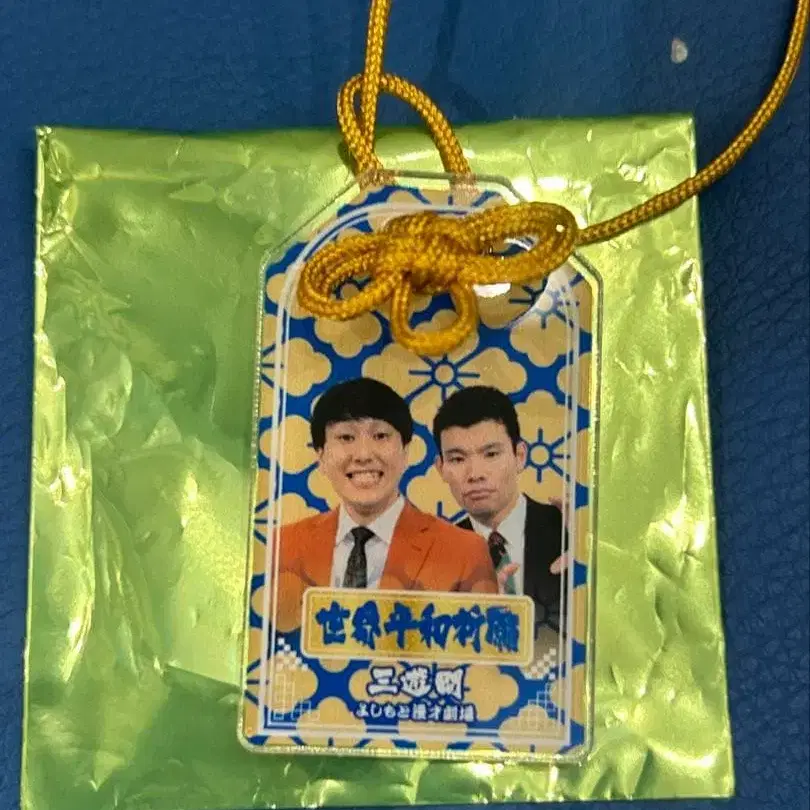 世界平和祈願
三遊間
よしもと漫才劇場